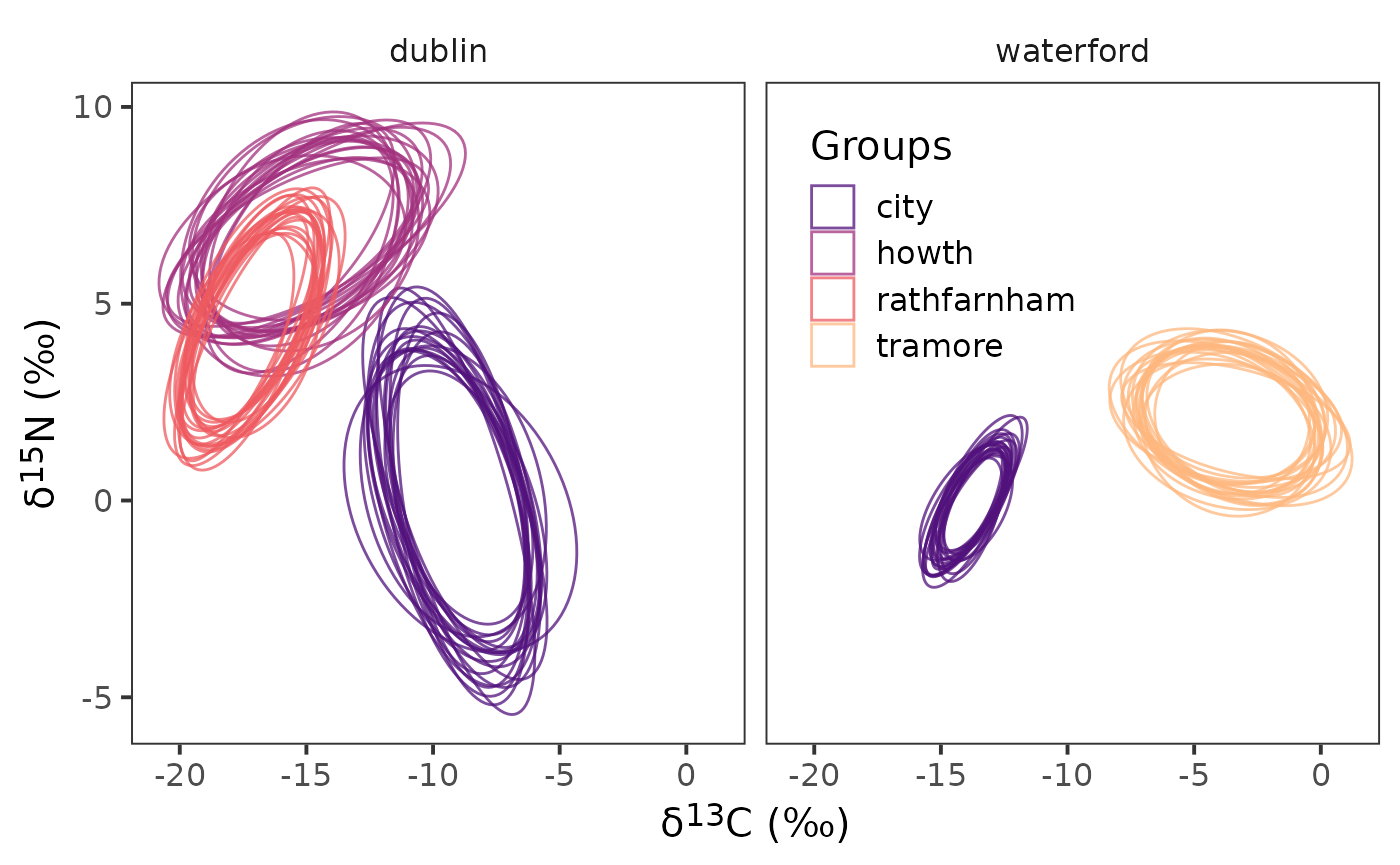 dublin
waterford
10
5
0
-5
δ15N (‰)
Groups
city
howth
rathfarnham
tramore
-20 -15 -10 -5 0
-20 -15 -10 -5 0
δ13C (‰)